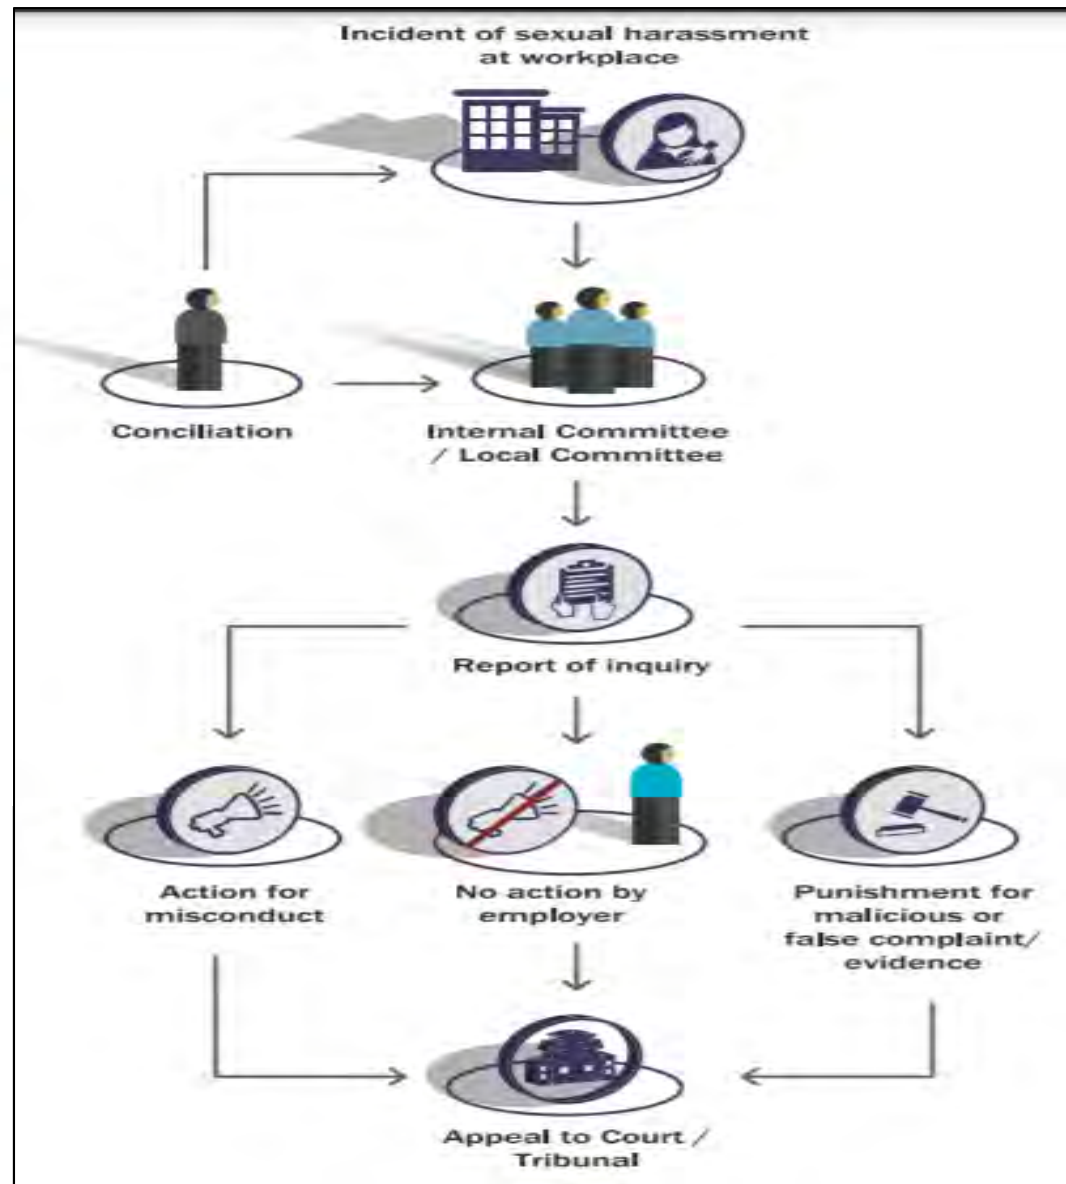 Incident of sexual harassment
at workplace
Conciliation
Internal Committee
/ Local Committee
Report of inquiry
Action for
misconduct
No action by
employer
Punishment for
malicious or
false complaint/
evidence
Appeal to Court /
Tribunal